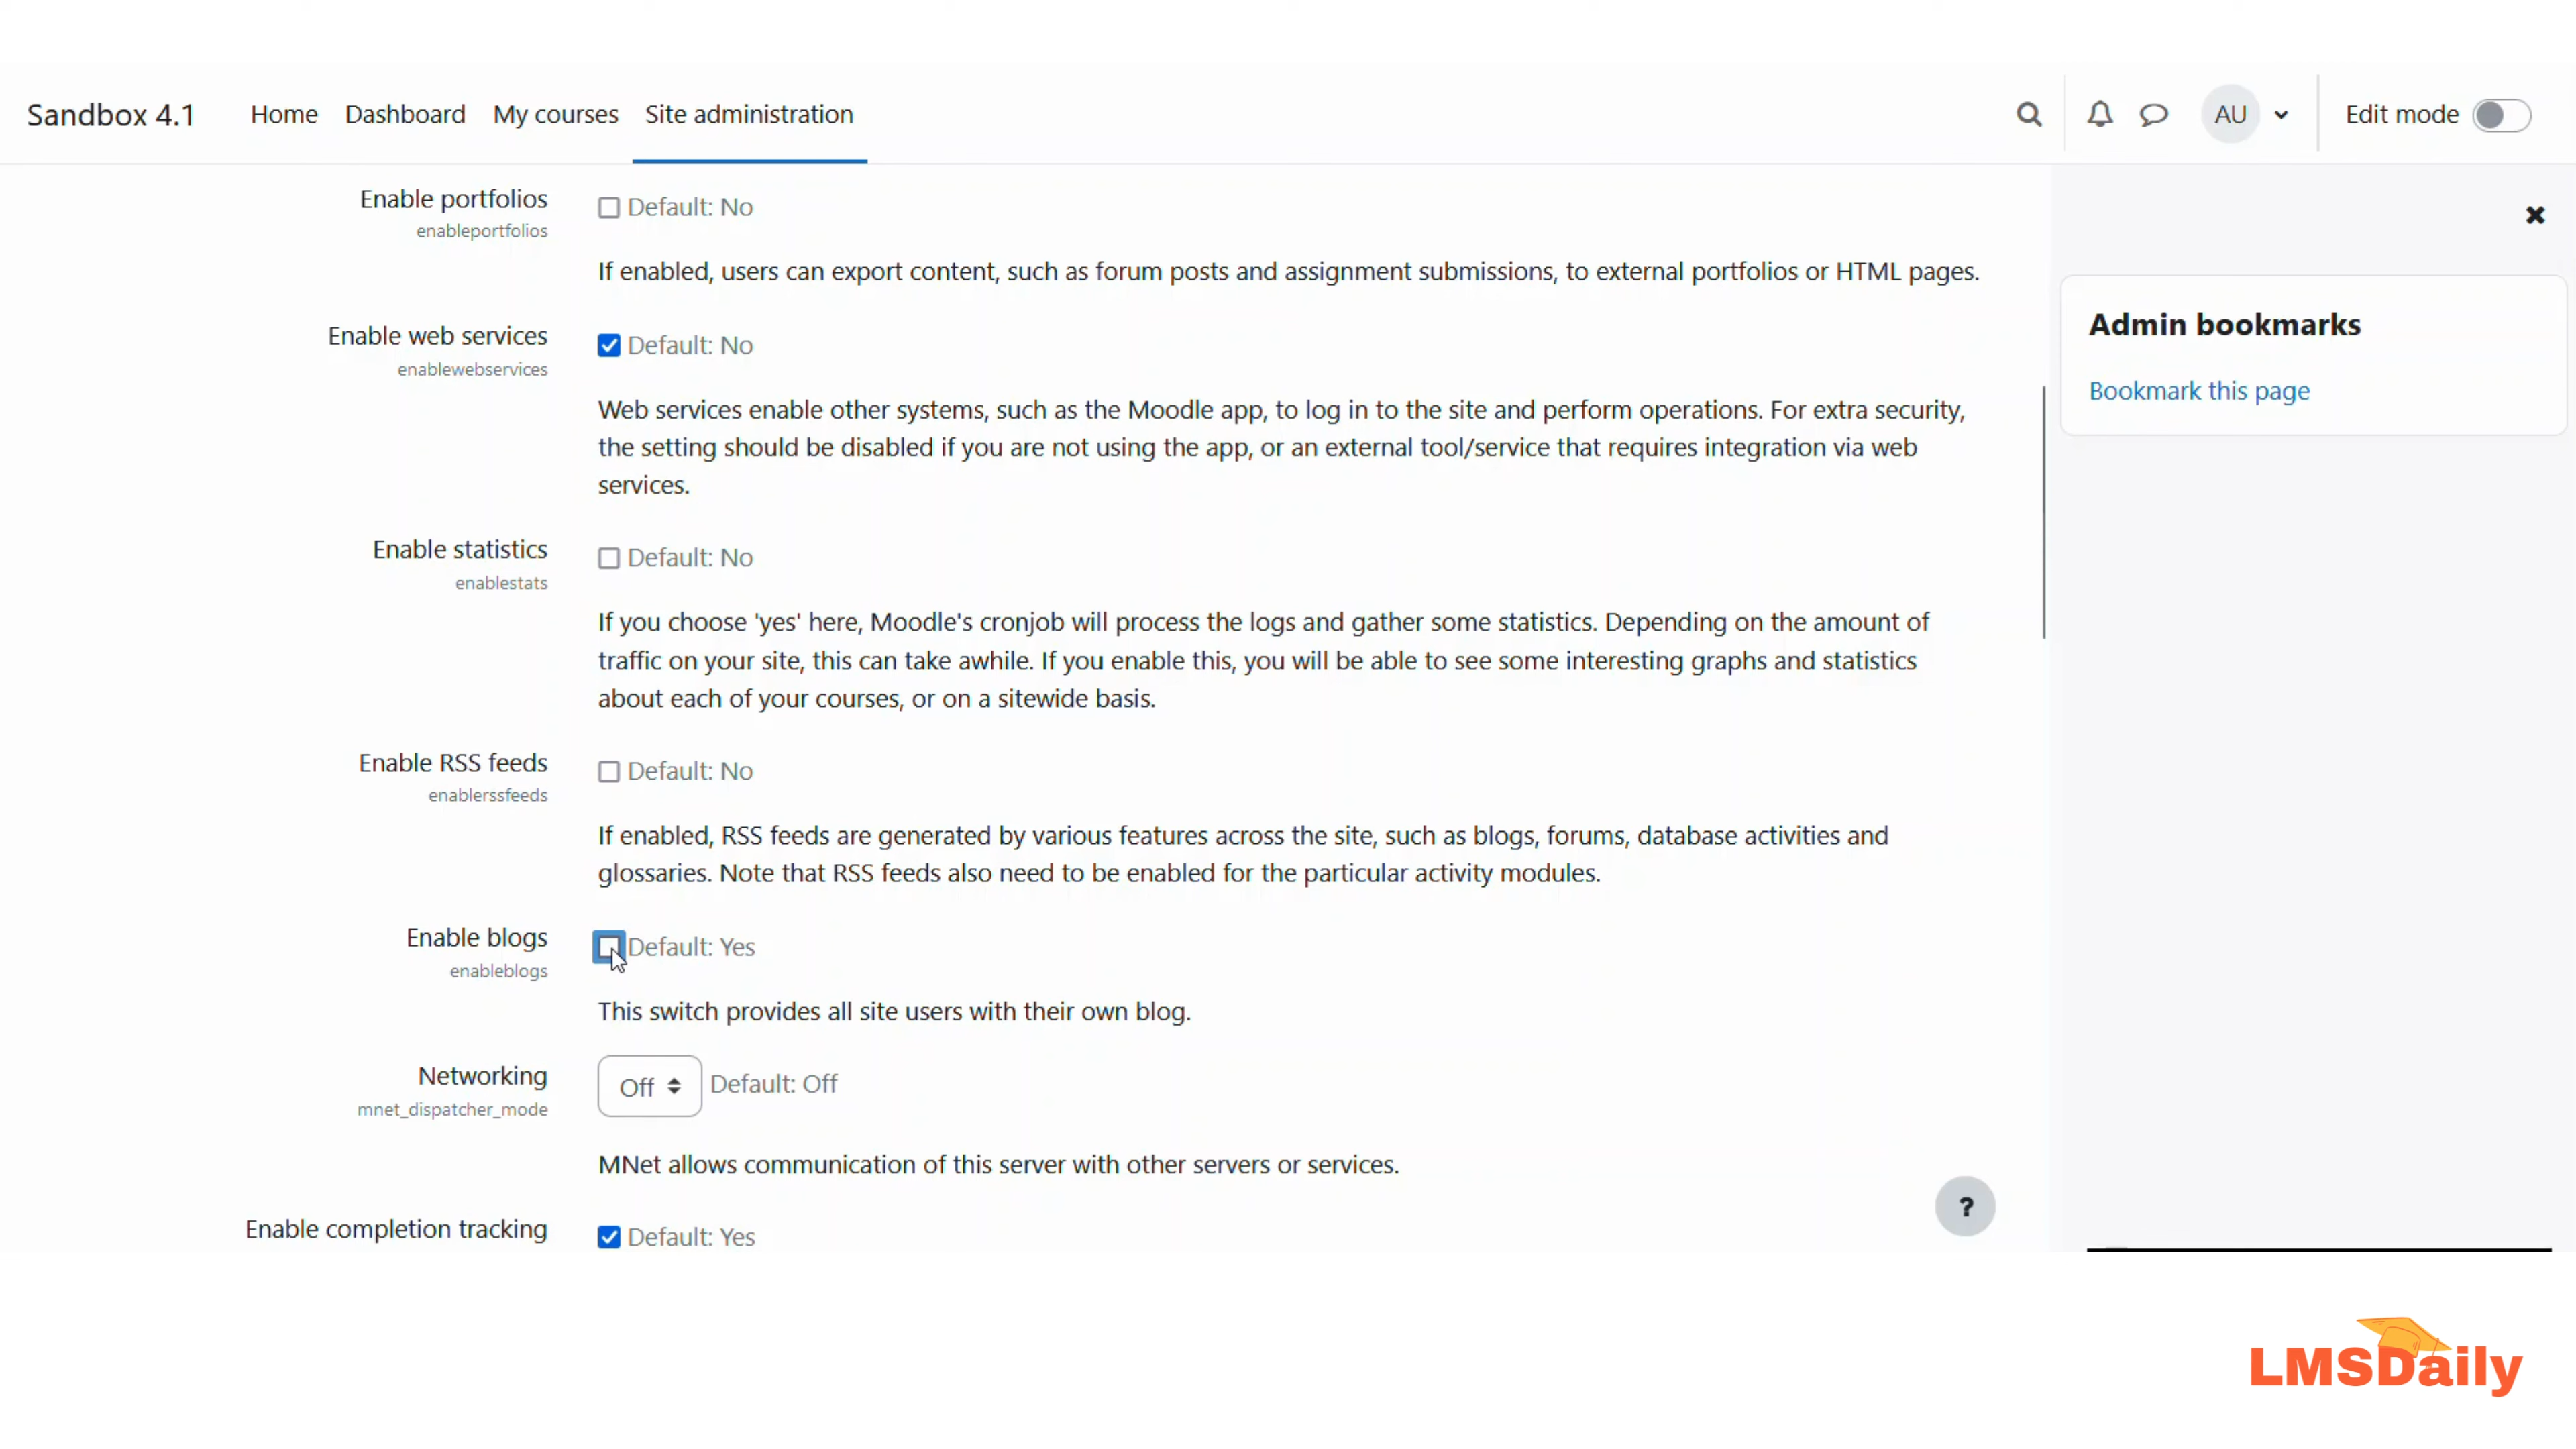 Sandbox 4.1 Home Dashboard My courses Site administration AU Edit mode
Enable portfolios Default: No
enableportfolios
If enabled, users can export content, such as forum posts and assignment submissions, to external portfolios or HTML pages.
Admin bookmarks
Bookmark this page
Enable web services Default: No
enablewebservices
Web services enable other systems, such as the Moodle app, to log in to the site and perform operations. For extra security,
the setting should be disabled if you are not using the app, or an external tool/service that requires integration via web
services.
Enable statistics Default: No
enablestats
If you choose 'yes' here, Moodle's cronjob will process the logs and gather some statistics. Depending on the amount of
traffic on your site, this can take awhile. If you enable this, you will be able to see some interesting graphs and statistics
about each of your courses, or on a sitewide basis.
Enable RSS feeds Default: No
enablerssfeeds
If enabled, RSS feeds are generated by various features across the site, such as blogs, forums, database activities and
glossaries. Note that RSS feeds also need to be enabled for the particular activity modules.
Enable blogs Default: Yes
enableblogs
This switch provides all site users with their own blog.
Networking Off Default: Off
mnet_dispatcher_mode
MNet allows communication of this server with other servers or services.
?
Enable completion tracking Default: Yes
LMSDaily